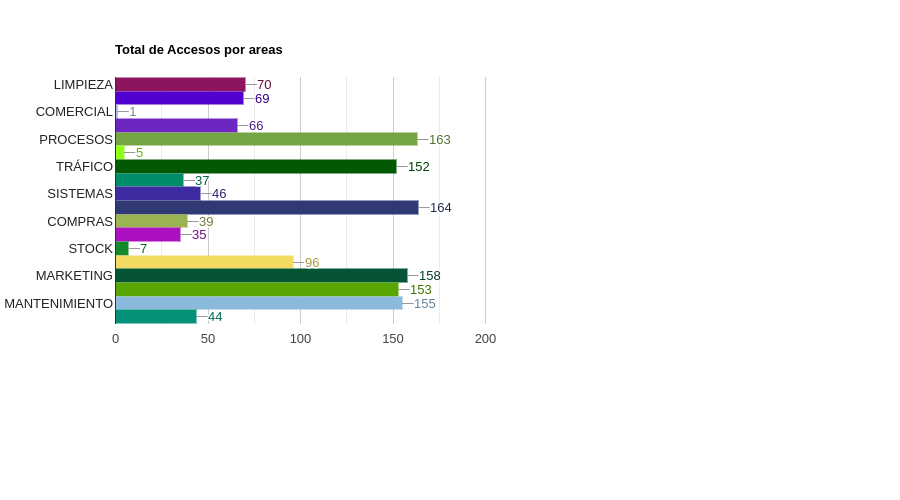 Total de Accesos por areas
LIMPIEZA 70
69
COMERCIAL 1
66
PROCESOS 163
5
TRÁFICO 152
37
SISTEMAS 46
164
COMPRAS 39
35
STOCK 7
96
MARKETING 158
153
MANTENIMIENTO 155
44
0 50 100 150 200